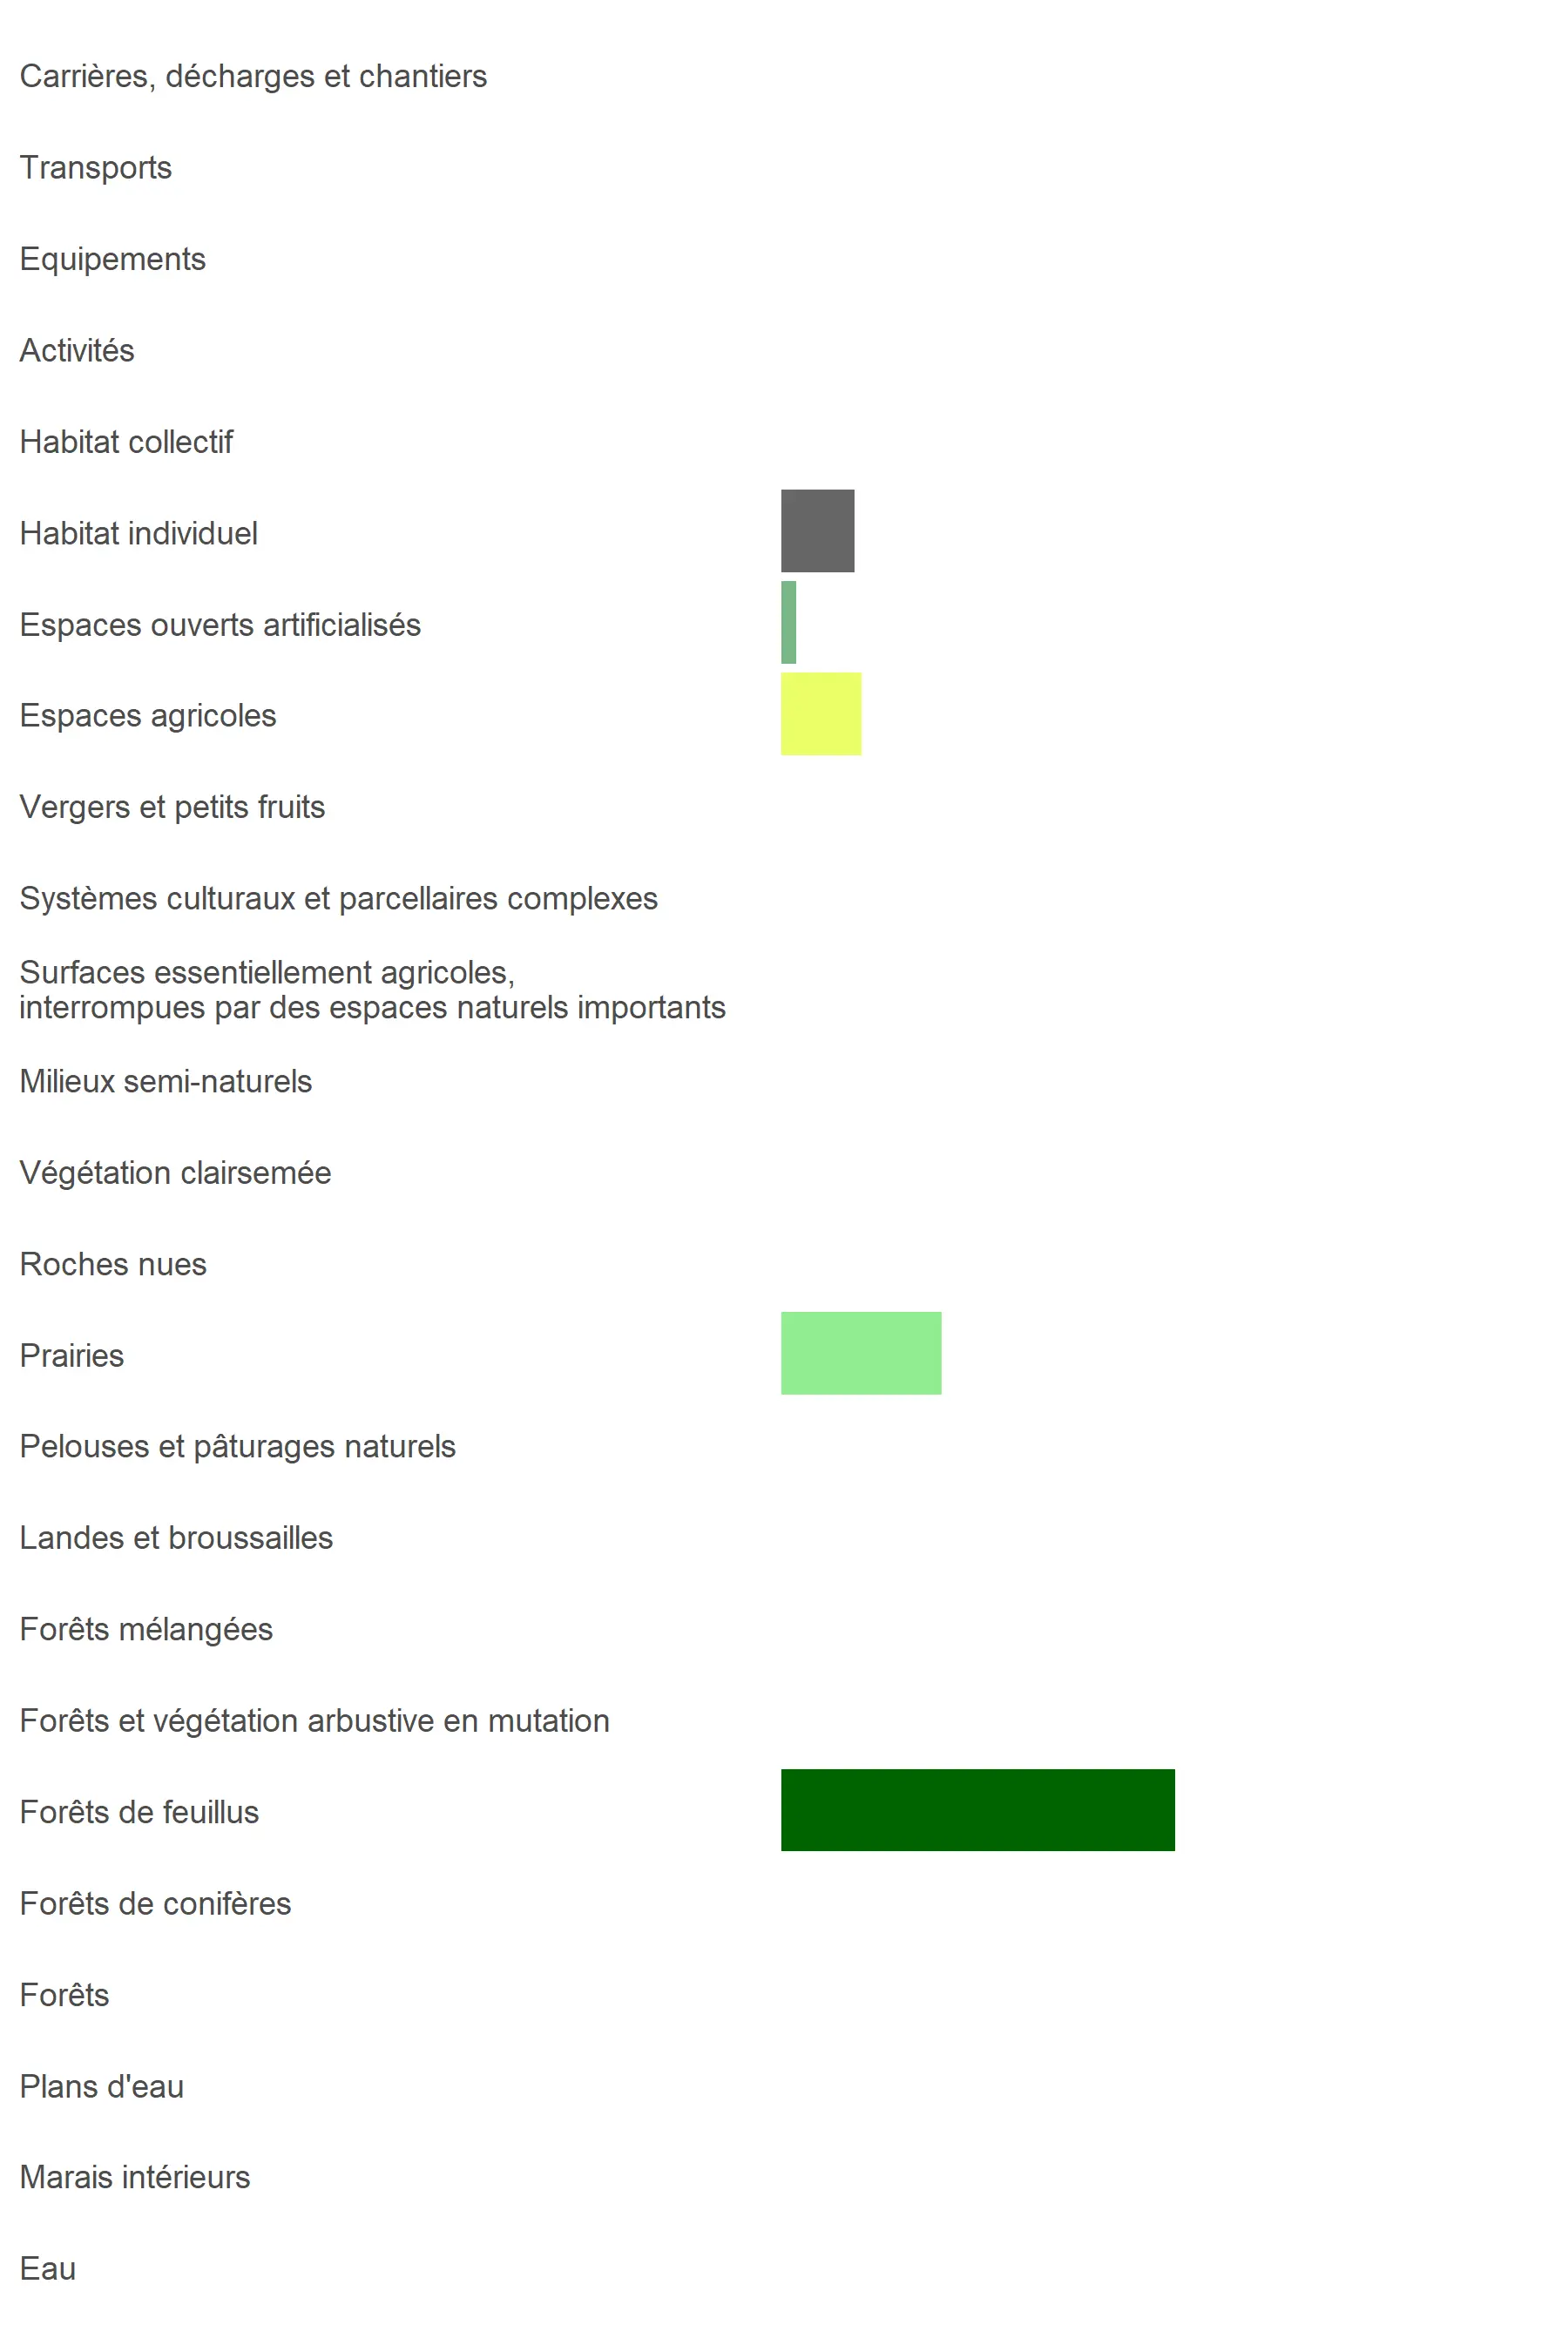 Carrières, décharges et chantiers
Transports
Equipements
Activités
Habitat collectif
Habitat individuel
Espaces ouverts artificialisés
Espaces agricoles
Vergers et petits fruits
Systèmes culturaux et parcellaires complexes
Surfaces essentiellement agricoles,
interrompues par des espaces naturels importants
Milieux semi-naturels
Végétation clairsemée
Roches nues
Prairies
Pelouses et pâturages naturels
Landes et broussailles
Forêts mélangées
Forêts et végétation arbustive en mutation
Forêts de feuillus
Forêts de conifères
Forêts
Plans d'eau
Marais intérieurs
Eau